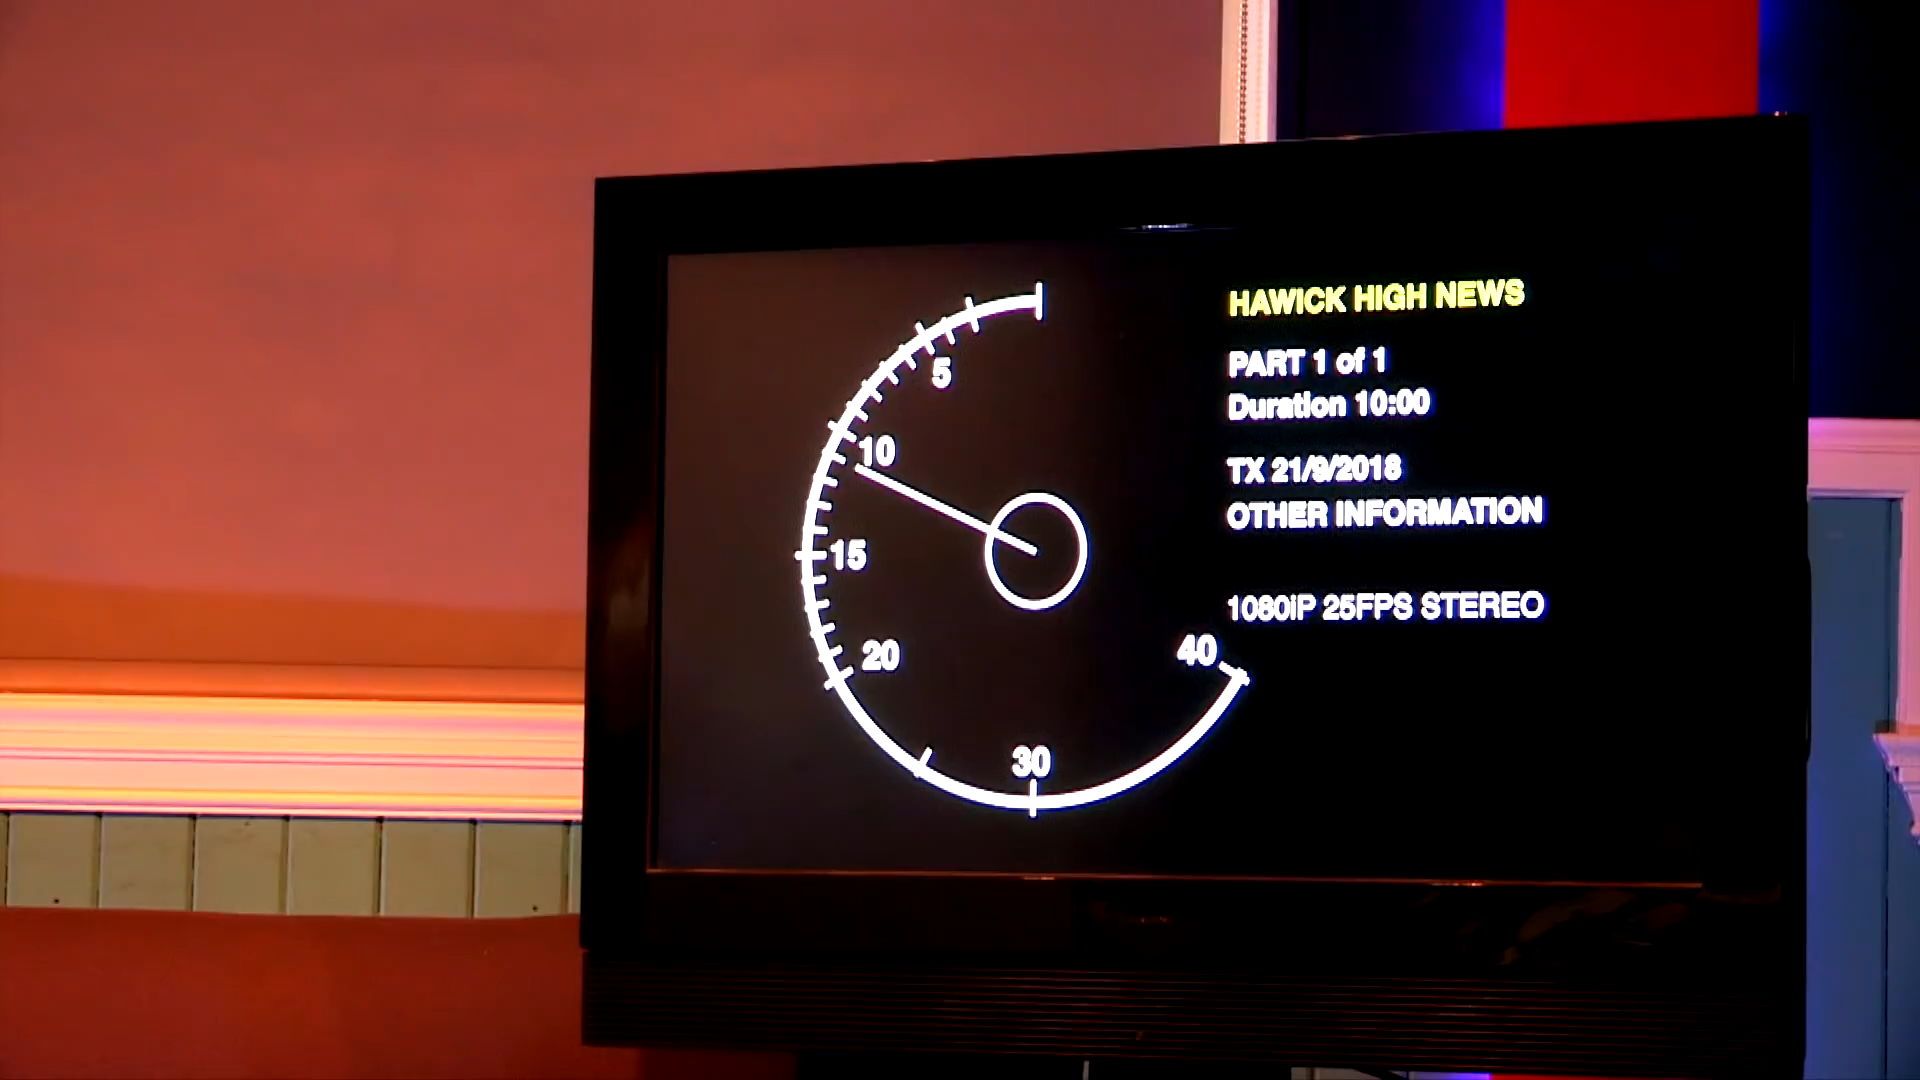 HAWICK HIGH NEWS
PART 1 of 1
Duration 10:00
TX 21/9/2018
OTHER INFORMATION
1080iP 25FPS STEREO
5
10
15
20
30
40